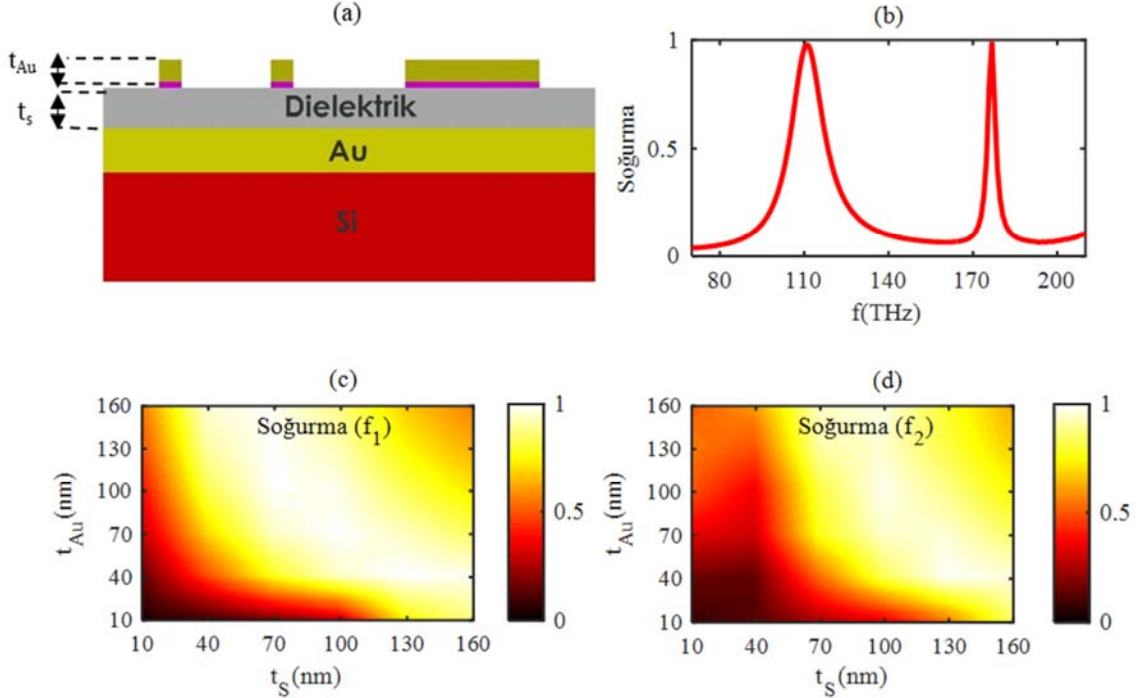 (a)
t_Au
t_s
Dielektrik
Au
Si
(b)
1
0.5
0
Soğurma
80 110 140 170 200
f(THz)
(c)
160
130
100
70
40
10
t_Au(nm)
Soğurma (f_1)
10 40 70 100 130 160
t_S(nm)
1
0.5
0
(d)
160
130
100
70
40
10
t_Au(nm)
Soğurma (f_2)
10 40 70 100 130 160
t_S(nm)
1
0.5
0